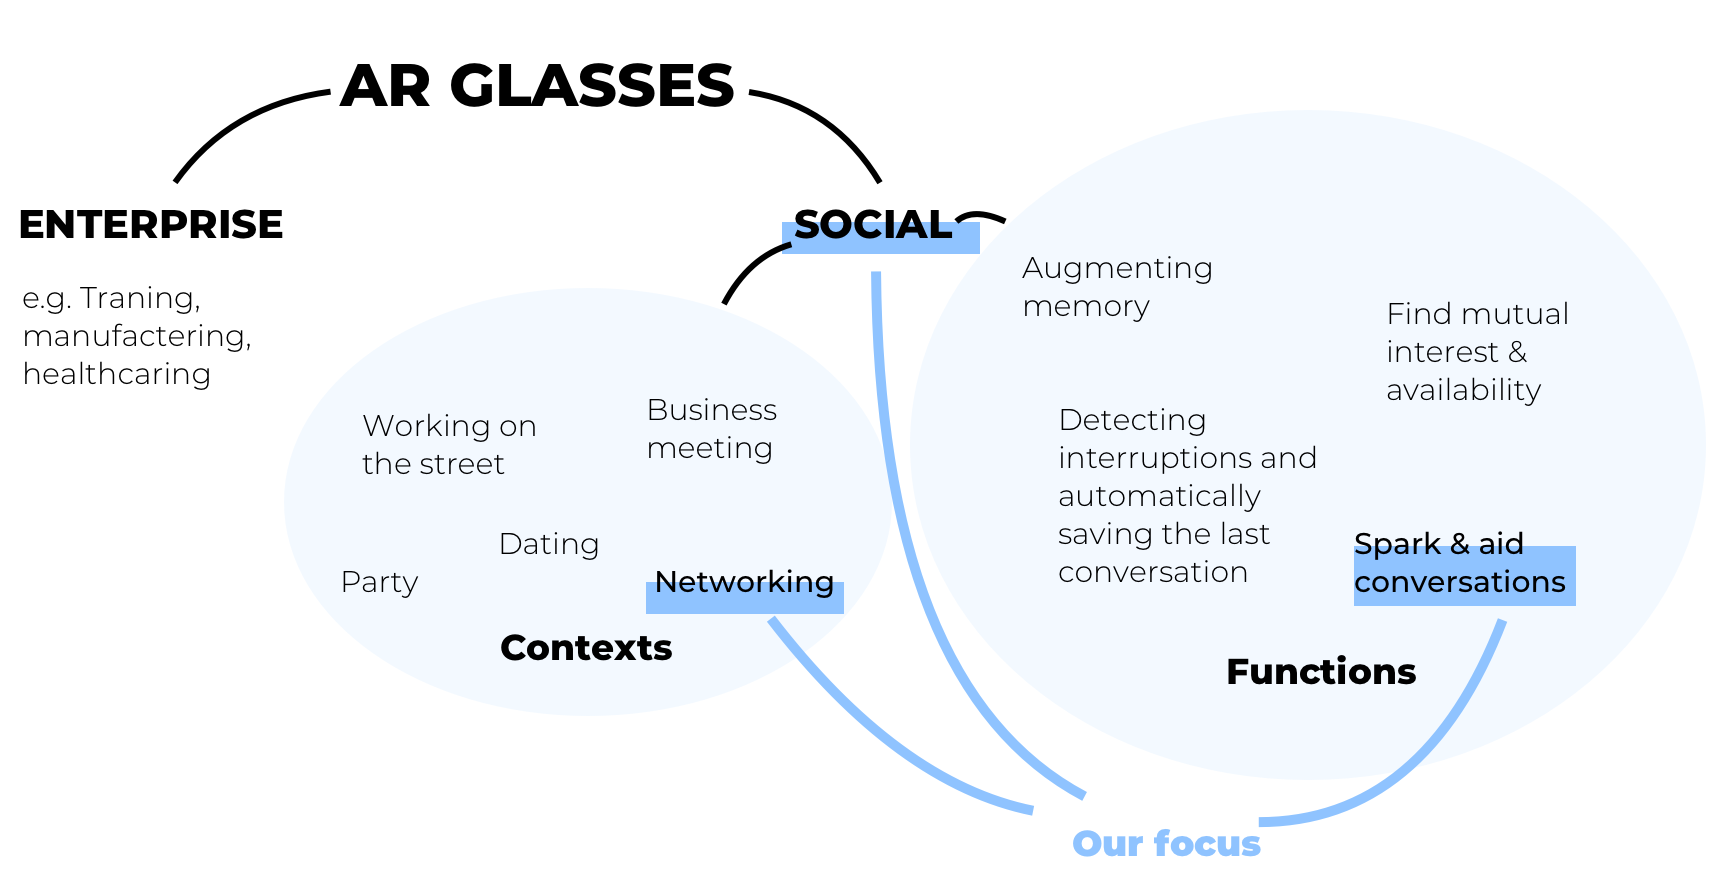 AR GLASSES
ENTERPRISE
e.g. Traning,
manufactering,
healthcaring
SOCIAL
Working on
the street
Business
meeting
Dating
Party
Networking
Contexts
Augmenting
memory
Find mutual
interest &
availability
Detecting
interruptions and
automatically
saving the last
conversation
Spark & aid
conversations
Functions
Our focus